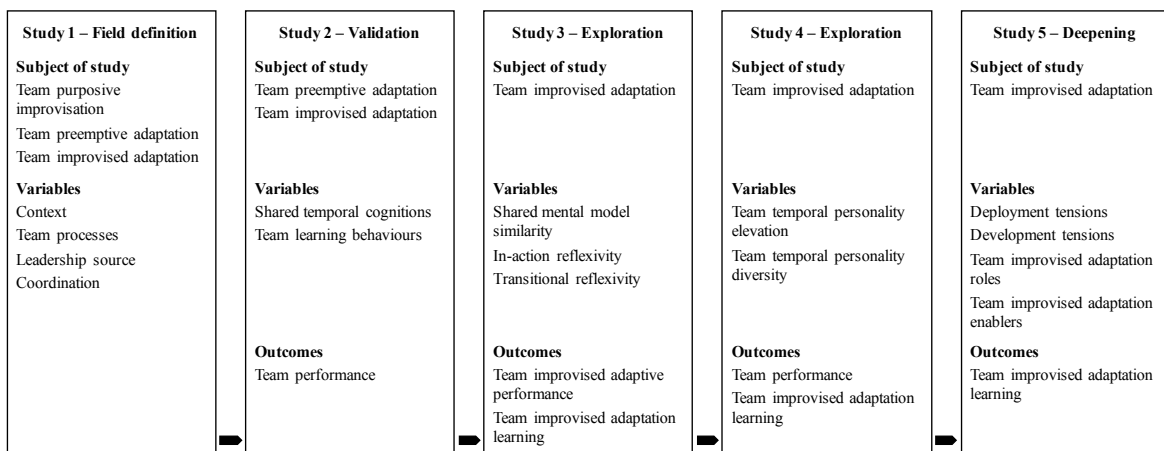 Study 1 – Field definition
Subject of study
Team purposive
improvisation
Team preemptive adaptation
Team improvised adaptation
Variables
Context
Team processes
Leadership source
Coordination
Study 2 – Validation
Subject of study
Team preemptive adaptation
Team improvised adaptation
Variables
Shared temporal cognitions
Team learning behaviours
Outcomes
Team performance
Study 3 – Exploration
Subject of study
Team improvised adaptation
Variables
Shared mental model
similarity
In-action reflexivity
Transitional reflexivity
Outcomes
Team improvised adaptive
performance
Team improvised adaptation
learning
Study 4 – Exploration
Subject of study
Team improvised adaptation
Variables
Team temporal personality
elevation
Team temporal personality
diversity
Outcomes
Team performance
Team improvised adaptation
learning
Study 5 – Deepening
Subject of study
Team improvised adaptation
Variables
Deployment tensions
Development tensions
Team improvised adaptation
roles
Team improvised adaptation
enablers
Outcomes
Team improvised adaptation
learning